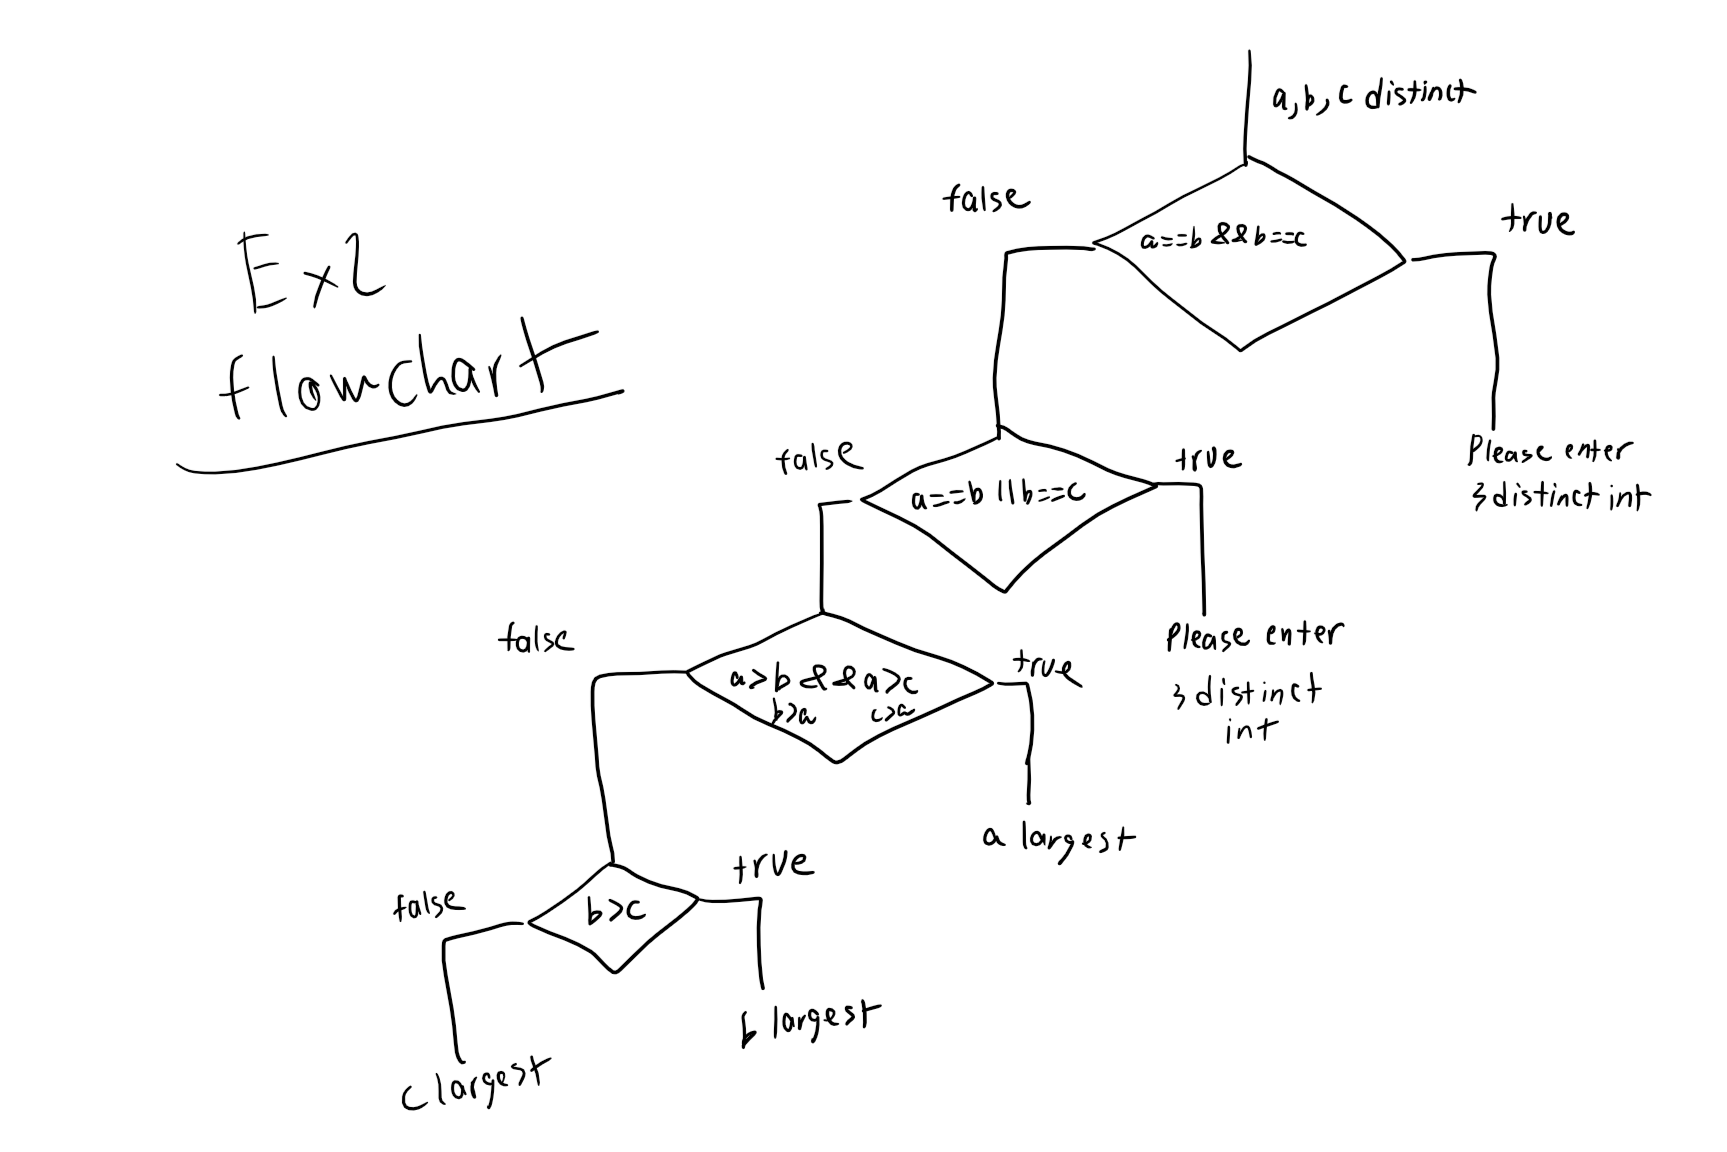 a, b, c distinct
false
true
a==b &&b==c
Ex2
flowchart
false
a==b ||b==c
true
Please enter
3 distinct int
false
a>b && a>c
b>a c>a
true
Please enter
3 distinct
int
a largest
false
b>c
true
b largest
c largest